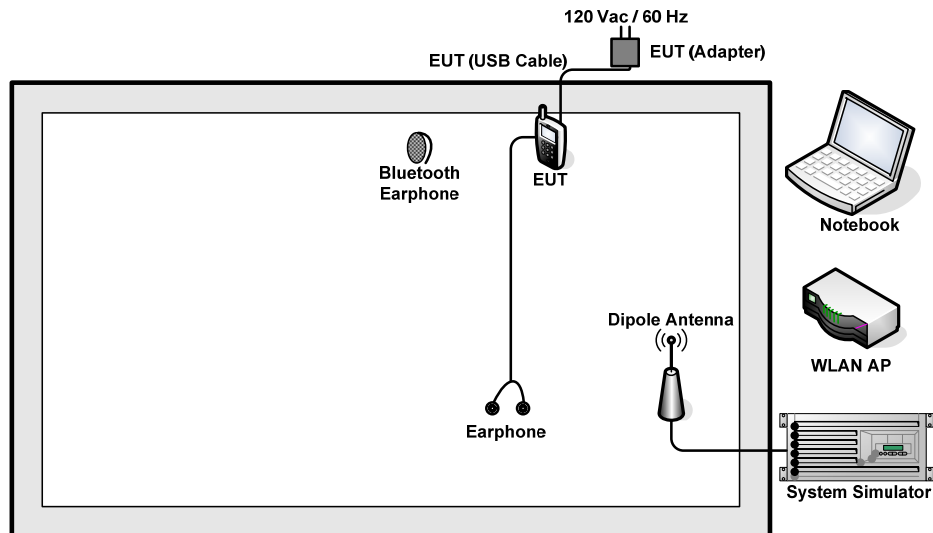 120 Vac / 60 Hz
EUT (Adapter)
EUT (USB Cable)
Bluetooth
Earphone
EUT
Notebook
Dipole Antenna
WLAN AP
Earphone
System Simulator